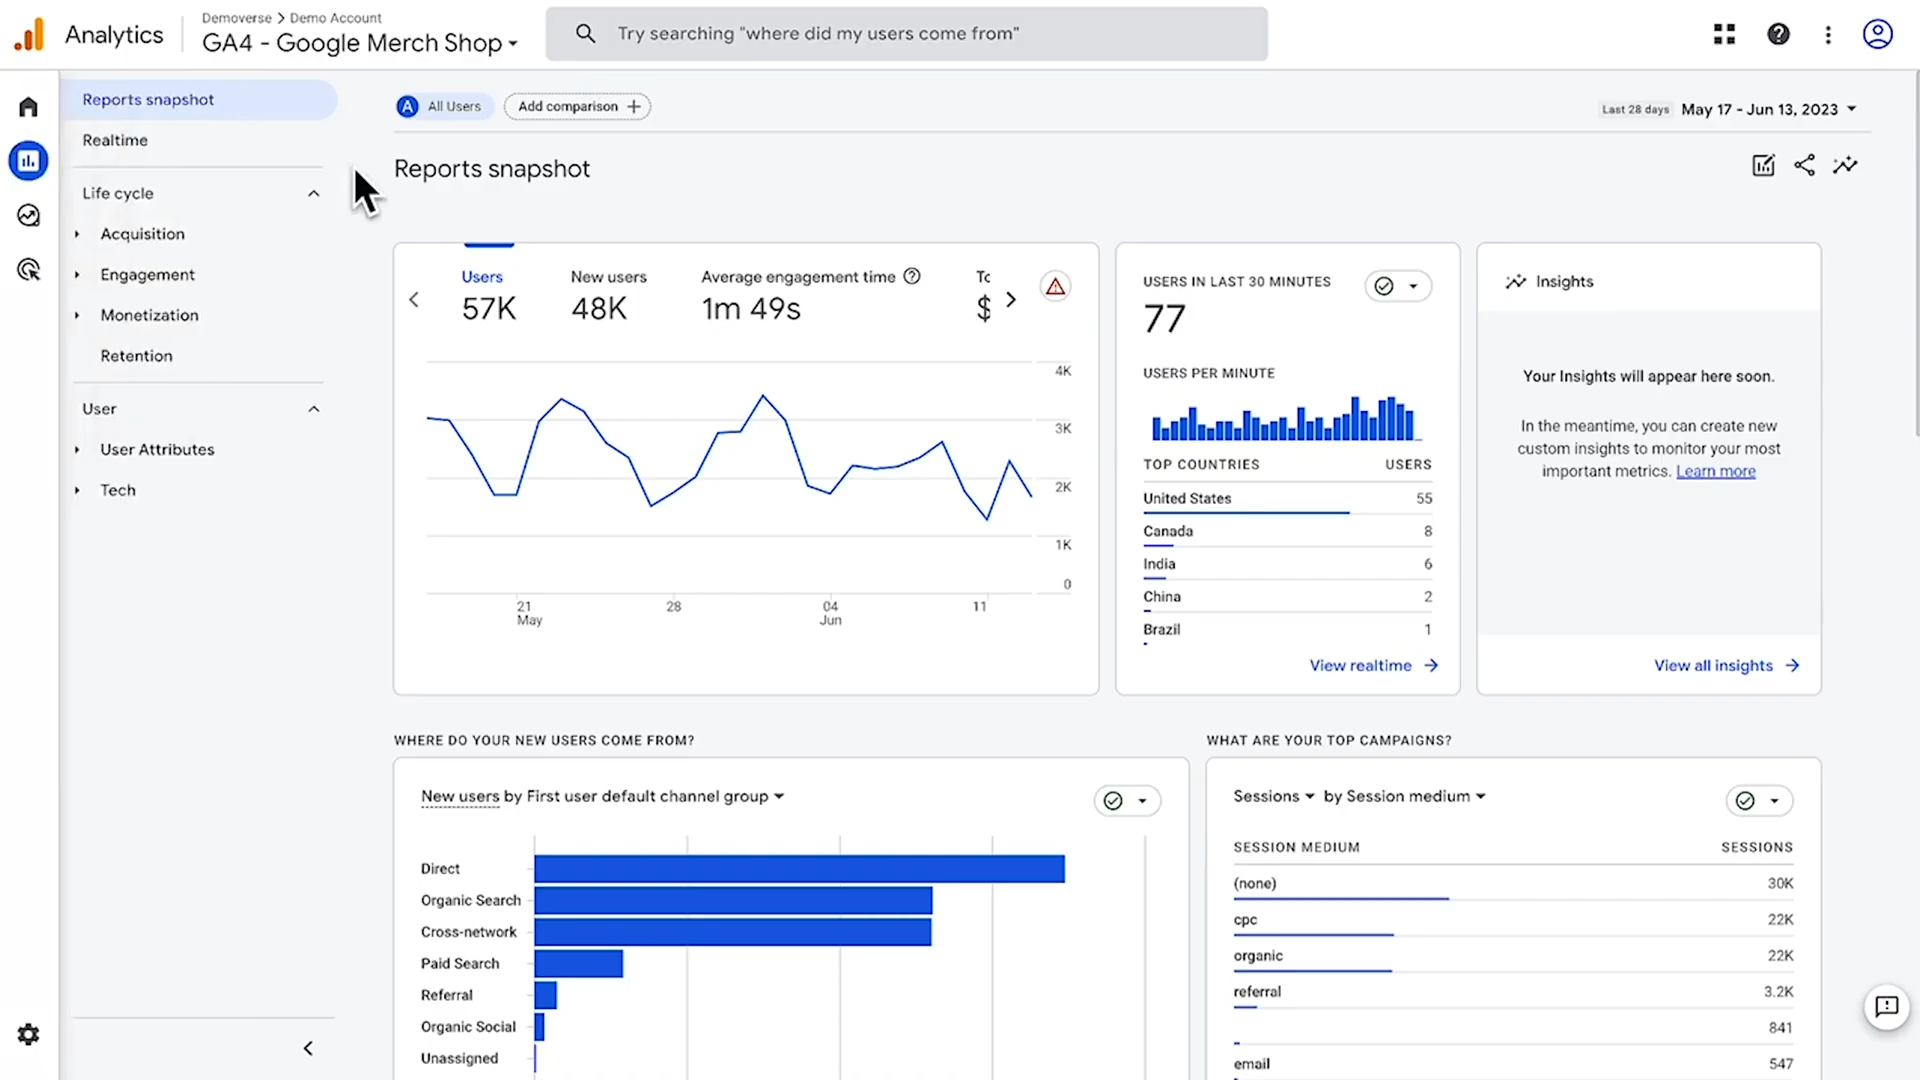 Analytics
Demoverse > Demo Account
GA4 - Google Merch Shop
Try searching "where did my users come from"
Reports snapshot
Realtime
Life cycle
Acquisition
Engagement
Monetization
Retention
User
User Attributes
Tech
A All Users
Add comparison +
Last 28 days May 17 - Jun 13, 2023
Reports snapshot
Users
57K
New users
48K
Average engagement time
1m 49s
To
$
4K
3K
2K
1K
0
21 May
28
04 Jun
11
USERS IN LAST 30 MINUTES
77
USERS PER MINUTE
TOP COUNTRIES USERS
United States 55
Canada 8
India 6
China 2
Brazil 1
View realtime
Insights
Your Insights will appear here soon.
In the meantime, you can create new
custom insights to monitor your most
important metrics. Learn more
View all insights
WHERE DO YOUR NEW USERS COME FROM?
New users by First user default channel group
Direct
Organic Search
Cross-network
Paid Search
Referral
Organic Social
Unassigned
WHAT ARE YOUR TOP CAMPAIGNS?
Sessions by Session medium
SESSION MEDIUM SESSIONS
(none) 30K
cpc 22K
organic 22K
referral 3.2K
841
email 547